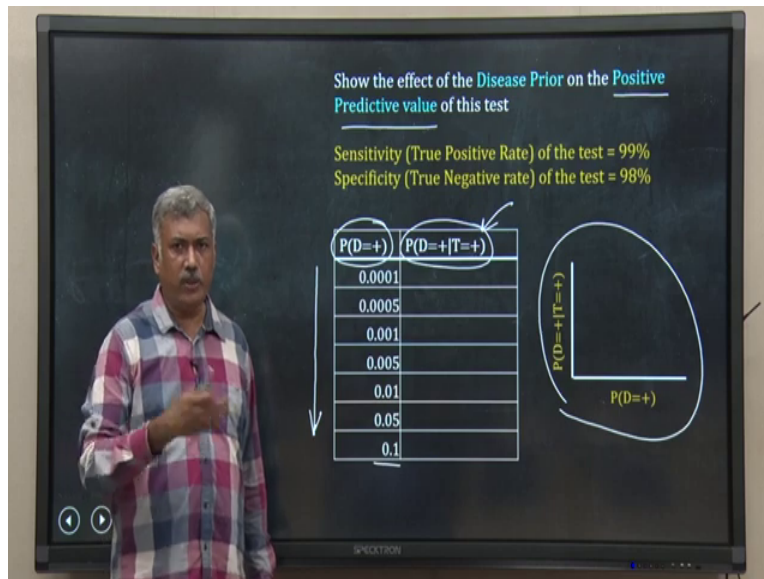 Show the effect of the Disease Prior on the Positive
Predictive value of this test
Sensitivity (True Positive Rate) of the test = 99%
Specificity (True Negative rate) of the test = 98%
P(D=+) P(D=+|T=+)
0.0001
0.0005
0.001
0.005
0.01
0.05
0.1
P(D=+|T=+)
P(D=+)
SPECKTRON